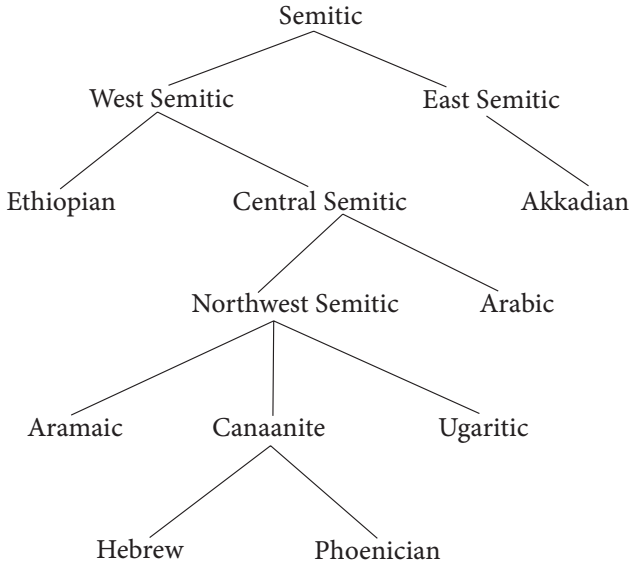 Semitic
West Semitic
East Semitic
Ethiopian
Central Semitic
Akkadian
Northwest Semitic
Arabic
Aramaic
Canaanite
Ugaritic
Hebrew
Phoenician